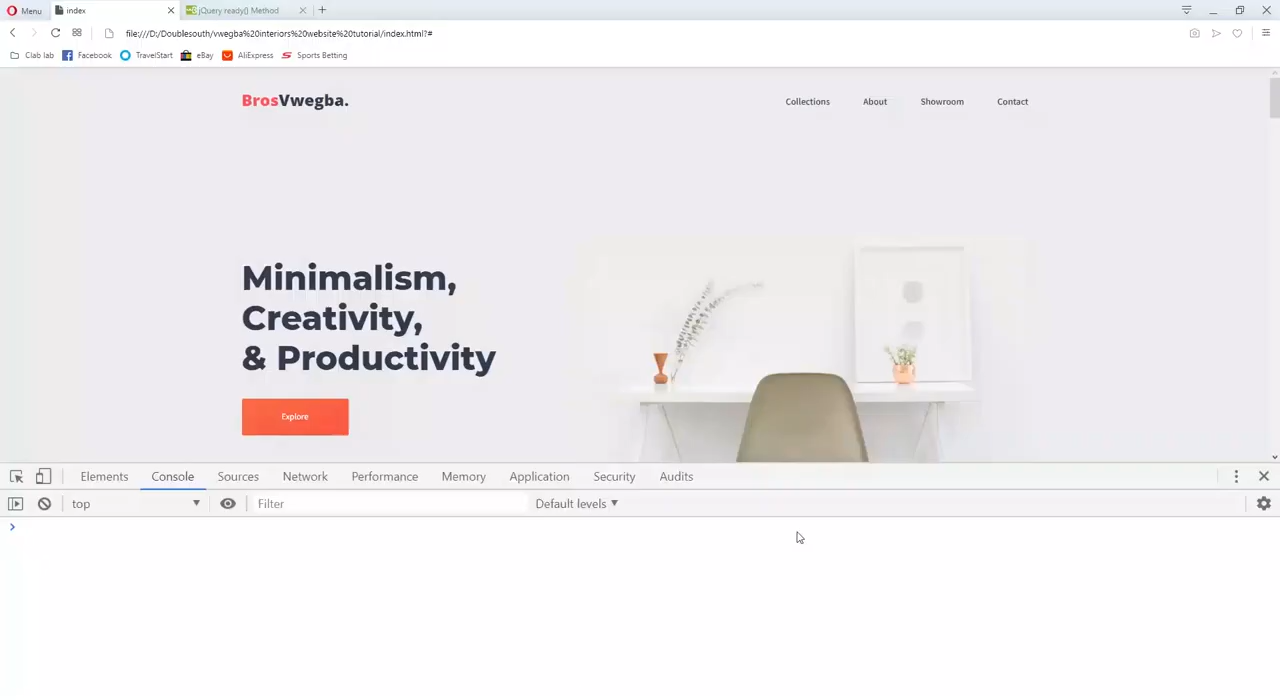 Menu
index
jQuery ready() Method
file:///D:/Doublesouth/vwegba%20interiors%20website%20tutorial/index.html?#
Clab lab
Facebook
TravelStart
eBay
AliExpress
Sports Betting
BrosVwegba.
Collections
About
Showroom
Contact
Minimalism,
Creativity,
& Productivity
Explore
Elements
Console
Sources
Network
Performance
Memory
Application
Security
Audits
top
Filter
Default levels